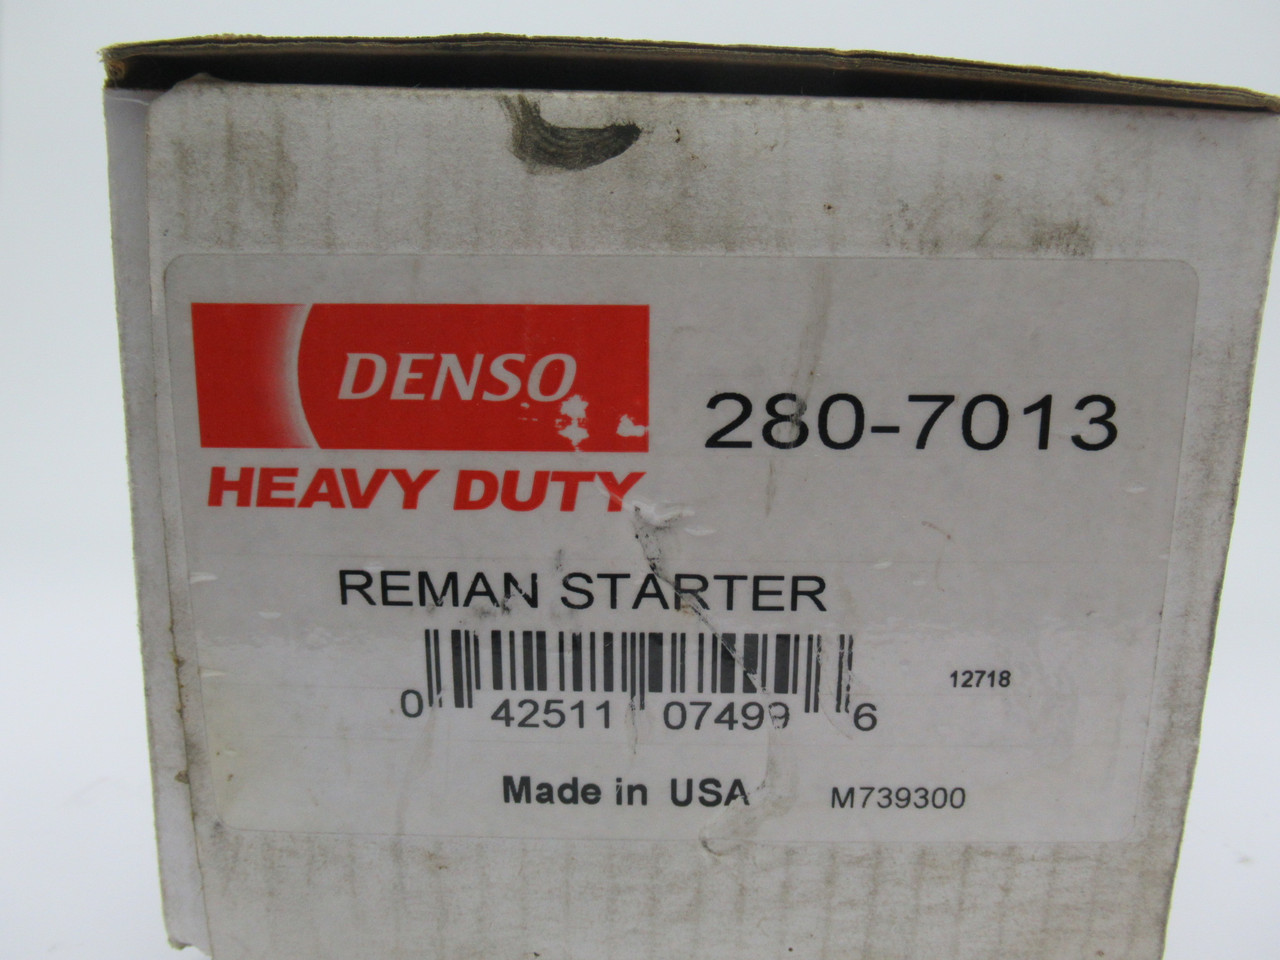 DENSO
HEAVY DUTY
280-7013
REMAN STARTER
0 42511 07499 6
12718
Made in USA
M739300